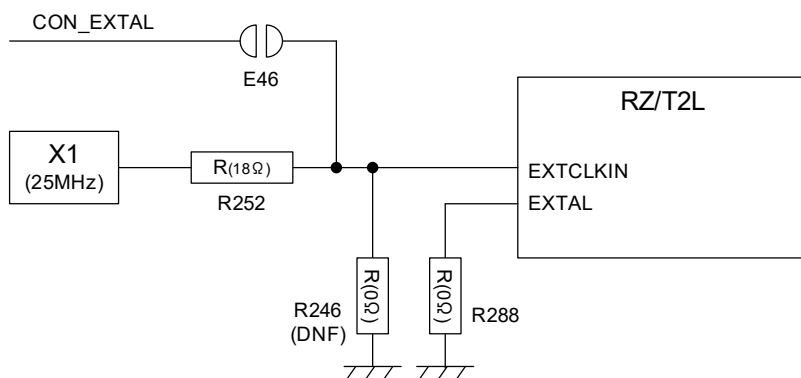 CON_EXTAL
E46
RZ/T2L
X1
(25MHz)
R(18Ω)
R252
EXTCLKIN
EXTAL
R(0Ω)
R246
(DNF)
R(0Ω)
R288